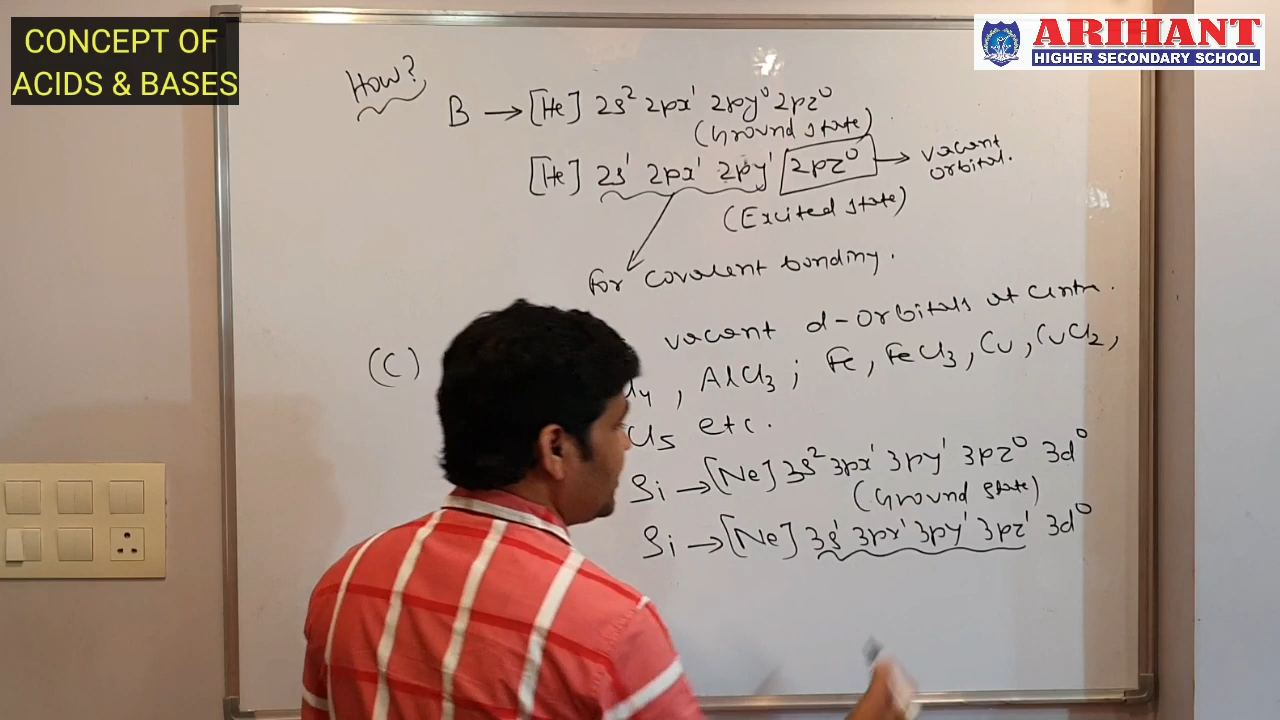 CONCEPT OF
ACIDS & BASES
ARIHANT
HIGHER SECONDARY SCHOOL
How?
B → [He] 2s² 2px¹ 2py⁰ 2pz⁰
(Ground state)
[He] 2s¹ 2px¹ 2py¹ 2pz⁰ → vacant orbital.
(Excited state)
For covalent bonding.
(C) vacant d-orbitals at centre.
Cl₄, AlCl₃; Fe, FeCl₃, Cu, CuCl₂,
Cl₅ etc.
Si → [Ne] 3s² 3px¹ 3py¹ 3pz⁰ 3d⁰
(Ground state)
Si → [Ne] 3s¹ 3px¹ 3py¹ 3pz¹ 3d⁰